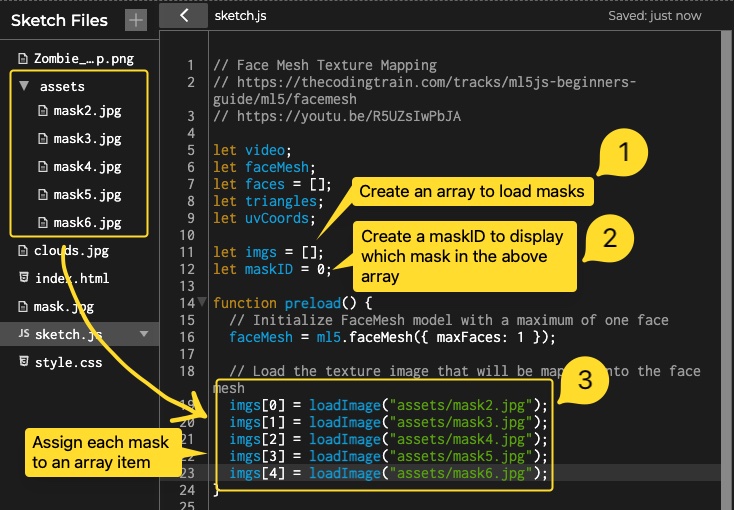 Sketch Files
+
sketch.js
Saved: just now
Zombie_…p.png
assets
mask2.jpg
mask3.jpg
mask4.jpg
mask5.jpg
mask6.jpg
clouds.jpg
index.html
mask.jpg
JS sketch.js
style.css
1 // Face Mesh Texture Mapping
2 // https://thecodingtrain.com/tracks/ml5js-beginners-
guide/ml5/facemesh
3 // https://youtu.be/R5UZsIwPbJA
4
5 let video;
6 let faceMesh;
7 let faces = [];
8 let triangles;
9 let uvCoords;
10
11 let imgs = [];
12 let maskID = 0;
13
14 function preload() {
15 // Initialize FaceMesh model with a maximum of one face
16 faceMesh = ml5.faceMesh({ maxFaces: 1 });
17
18 // Load the texture image that will be map nto the face
mesh
19 imgs[0] = loadImage("assets/mask2.jpg");
20 imgs[1] = loadImage("assets/mask3.jpg");
21 imgs[2] = loadImage("assets/mask4.jpg");
22 imgs[3] = loadImage("assets/mask5.jpg");
23 imgs[4] = loadImage("assets/mask6.jpg");
24 }
25
1
Create an array to load masks
2
Create a maskID to display
which mask in the above
array
3
Assign each mask
to an array item